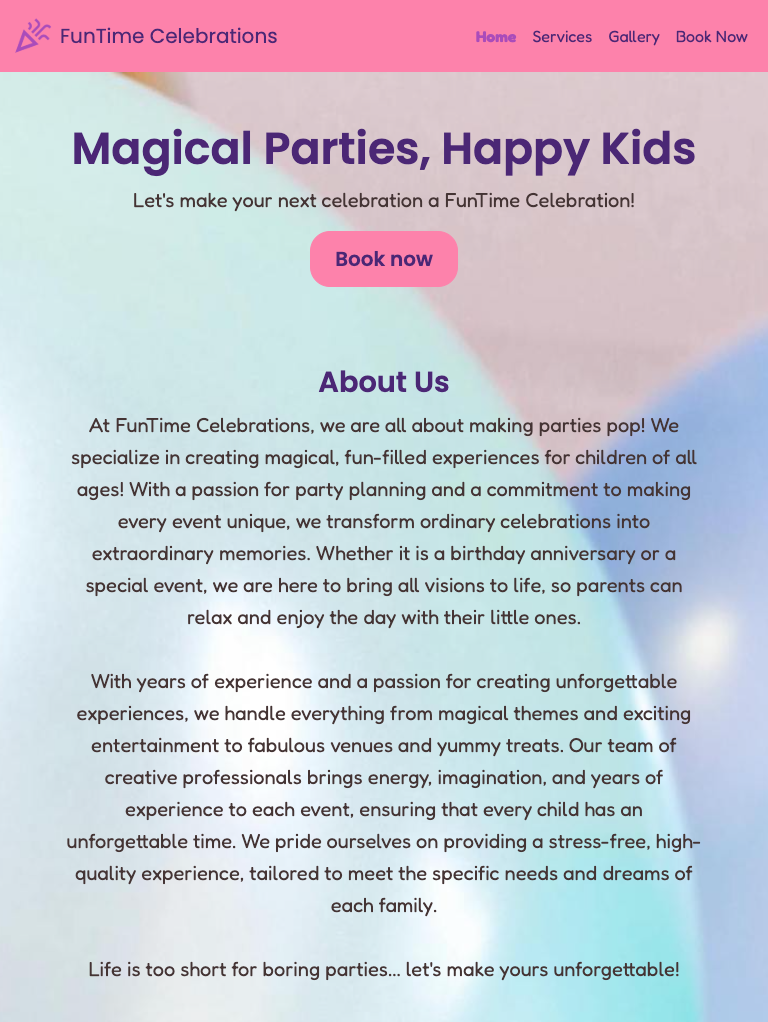 FunTime Celebrations
Home Services Gallery Book Now
Magical Parties, Happy Kids
Let's make your next celebration a FunTime Celebration!
Book now
About Us
At FunTime Celebrations, we are all about making parties pop! We
specialize in creating magical, fun-filled experiences for children of all
ages! With a passion for party planning and a commitment to making
every event unique, we transform ordinary celebrations into
extraordinary memories. Whether it is a birthday anniversary or a
special event, we are here to bring all visions to life, so parents can
relax and enjoy the day with their little ones.
With years of experience and a passion for creating unforgettable
experiences, we handle everything from magical themes and exciting
entertainment to fabulous venues and yummy treats. Our team of
creative professionals brings energy, imagination, and years of
experience to each event, ensuring that every child has an
unforgettable time. We pride ourselves on providing a stress-free, high-
quality experience, tailored to meet the specific needs and dreams of
each family.
Life is too short for boring parties... let's make yours unforgettable!